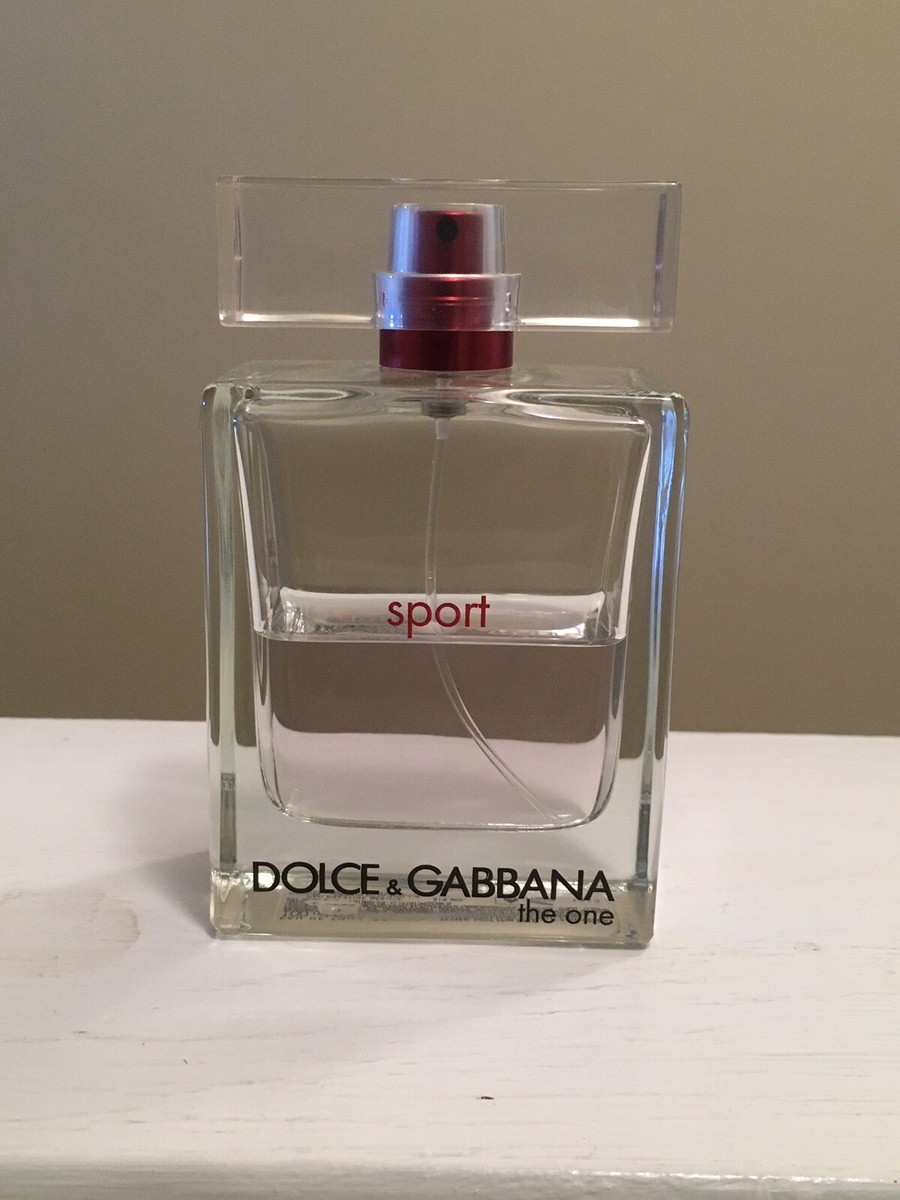 sport
DOLCE & GABBANA
the one